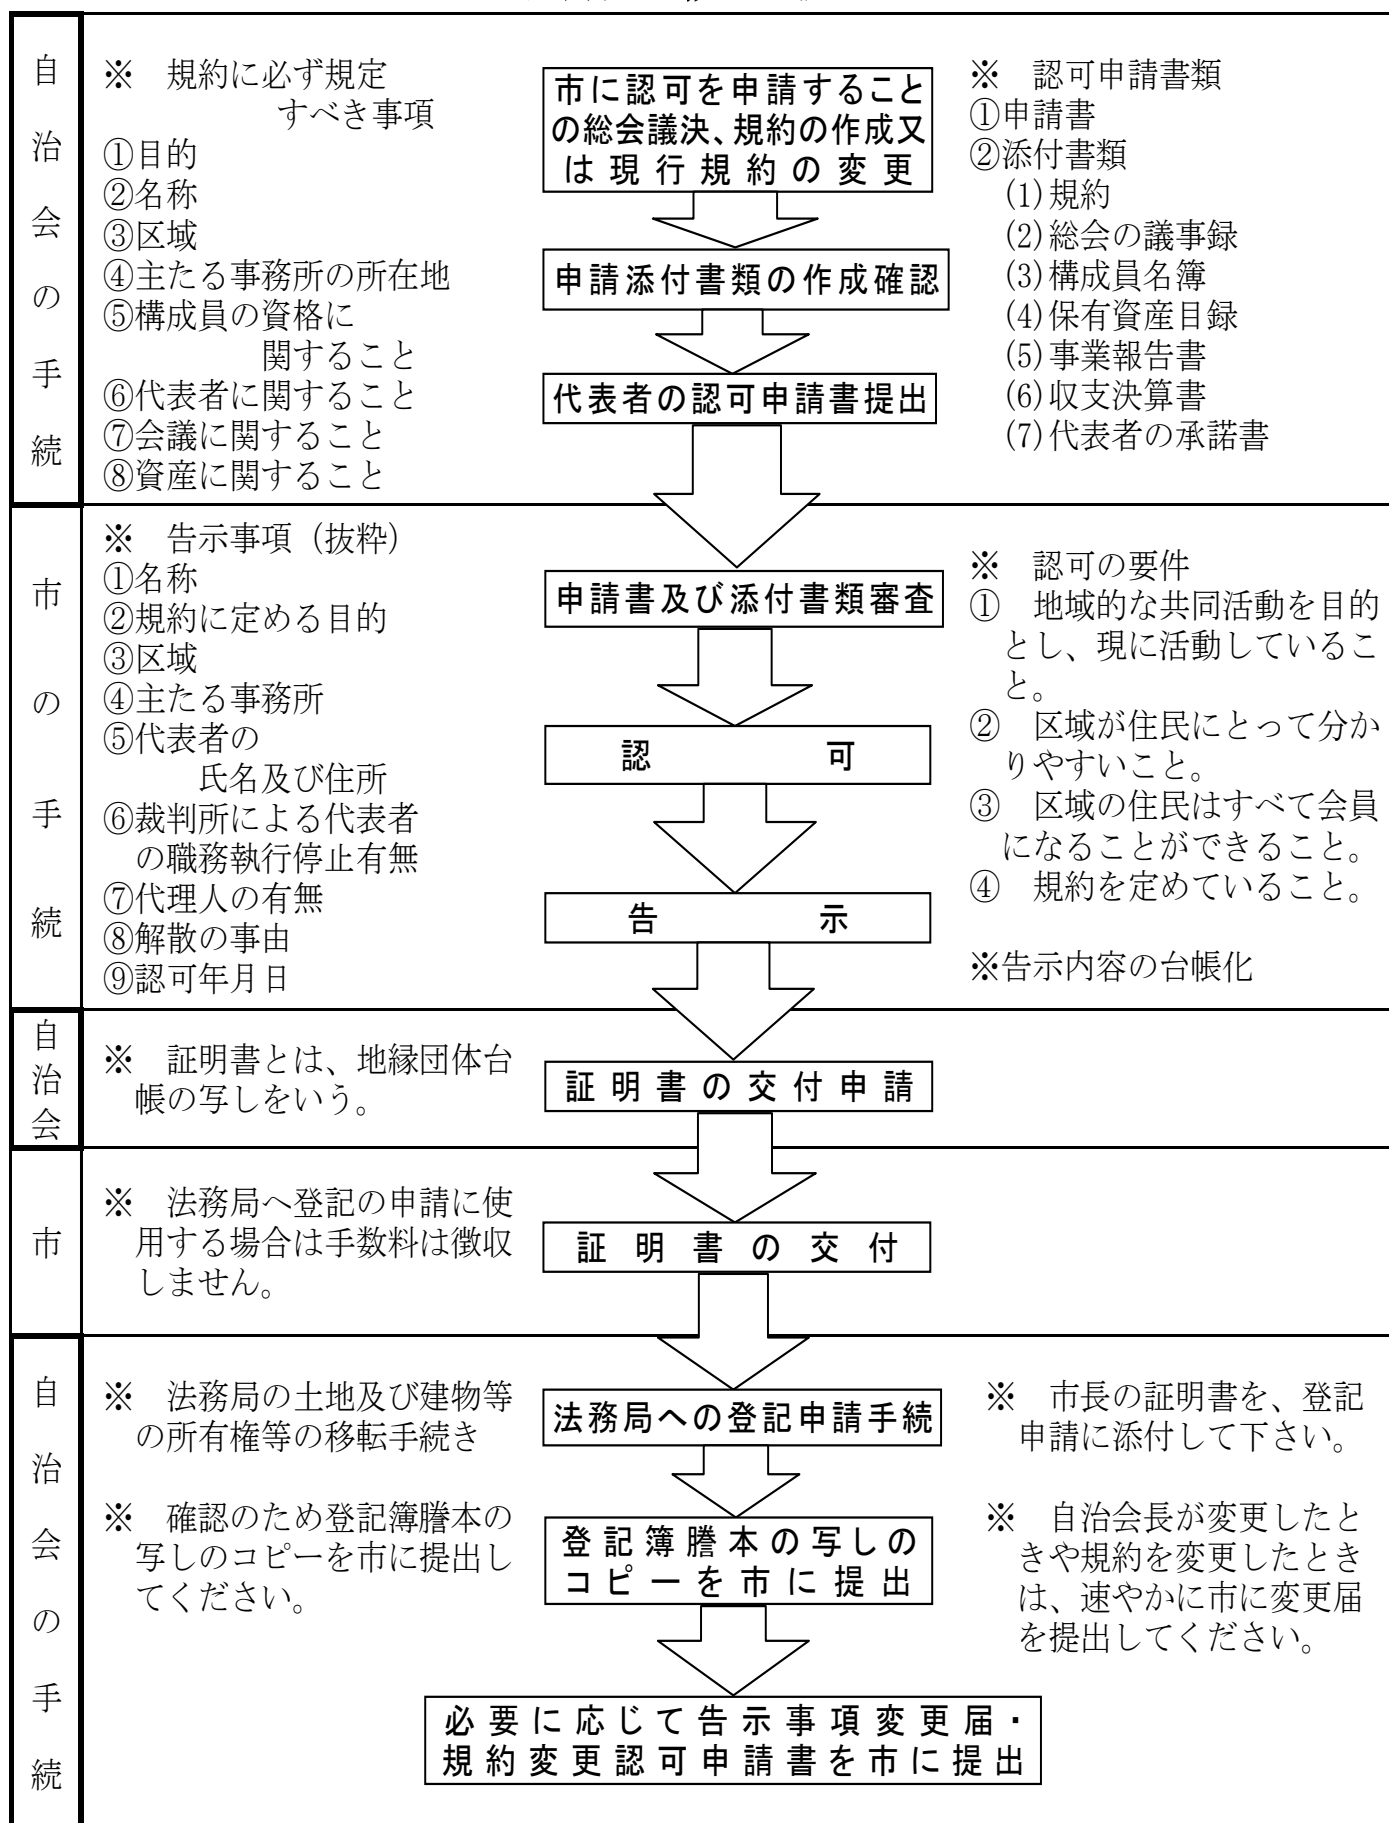 自治会の手続
※　規約に必ず規定
すべき事項
①目的
②名称
③区域
④主たる事務所の所在地
⑤構成員の資格に
関すること
⑥代表者に関すること
⑦会議に関すること
⑧資産に関すること
市に認可を申請すること
の総会議決、規約の作成又
は現行規約の変更
申請添付書類の作成確認
代表者の認可申請書提出
※　認可申請書類
①申請書
②添付書類
(1)規約
(2)総会の議事録
(3)構成員名簿
(4)保有資産目録
(5)事業報告書
(6)収支決算書
(7)代表者の承諾書
市の手続
※　告示事項（抜粋）
①名称
②規約に定める目的
③区域
④主たる事務所
⑤代表者の
氏名及び住所
⑥裁判所による代表者
の職務執行停止有無
⑦代理人の有無
⑧解散の事由
⑨認可年月日
申請書及び添付書類審査
認　可
告　示
※　認可の要件
①　地域的な共同活動を目的
とし、現に活動しているこ
と。
②　区域が住民にとって分か
りやすいこと。
③　区域の住民はすべて会員
になることができること。
④　規約を定めていること。
※告示内容の台帳化
自治会
※　証明書とは、地縁団体台
帳の写しをいう。
証明書の交付申請
市
※　法務局へ登記の申請に使
用する場合は手数料は徴収
しません。
証明書の交付
自治会の手続
※　法務局の土地及び建物等
の所有権等の移転手続き
※　確認のため登記簿謄本の
写しのコピーを市に提出し
てください。
法務局への登記申請手続
登記簿謄本の写しの
コピーを市に提出
必要に応じて告示事項変更届・
規約変更認可申請書を市に提出
※　市長の証明書を、登記
申請に添付して下さい。
※　自治会長が変更したと
きや規約を変更したとき
は、速やかに市に変更届
を提出してください。